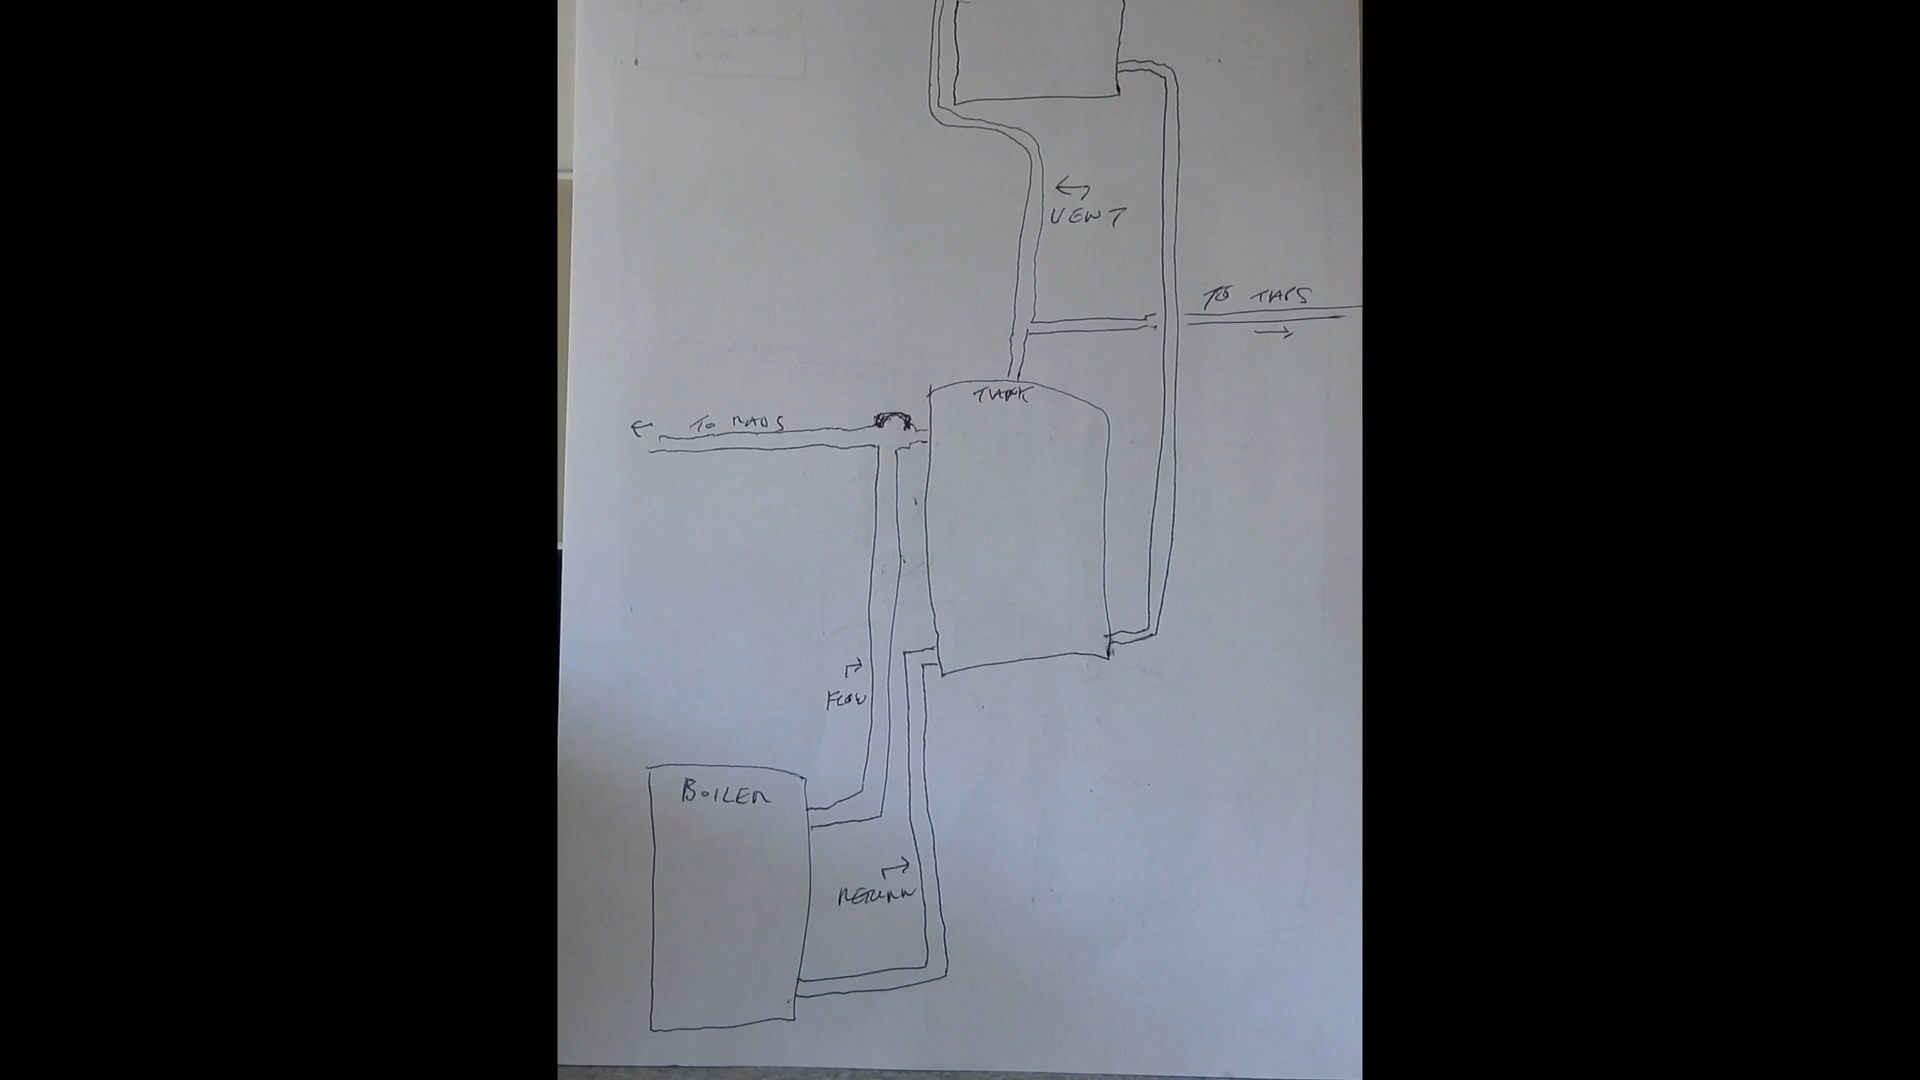 VENT
TO TAPS
TANK
TO RADS
FLOW
BOILER
RETURN